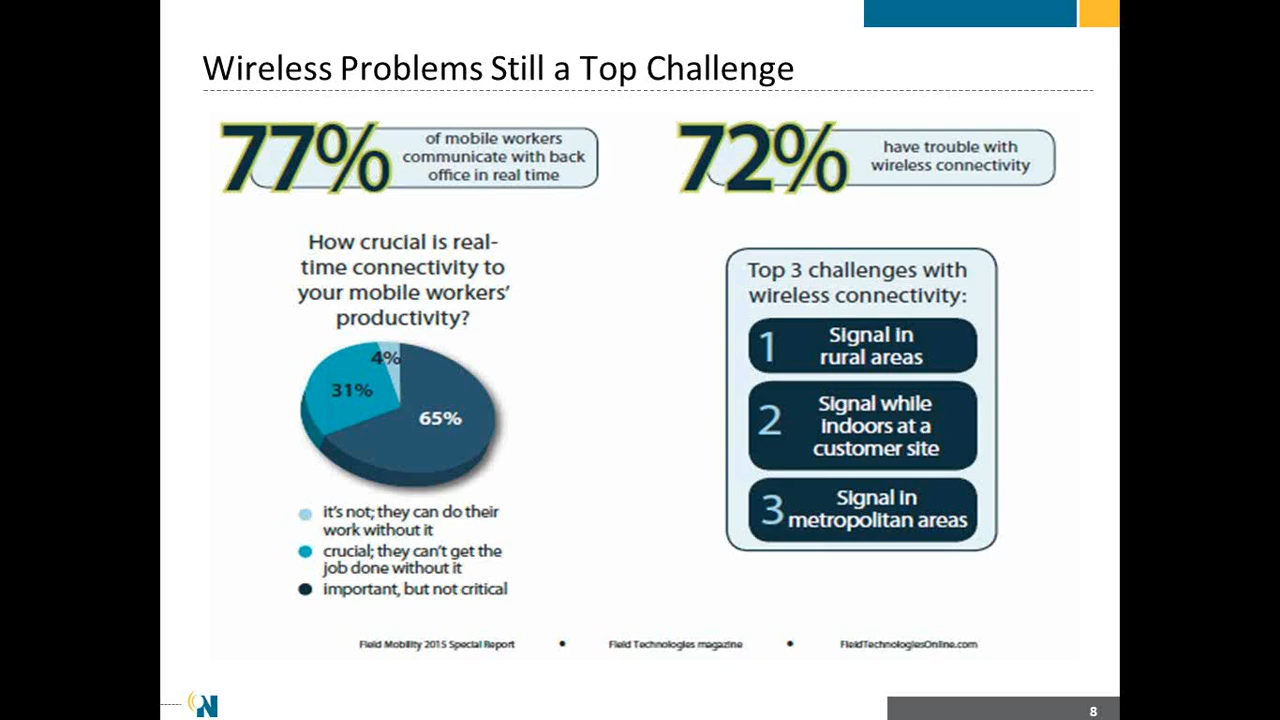 Wireless Problems Still a Top Challenge
77%
of mobile workers
communicate with back
office in real time
72%
have trouble with
wireless connectivity
How crucial is real-
time connectivity to
your mobile workers'
productivity?
4%
31%
65%
it's not; they can do their
work without it
crucial; they can't get the
job done without it
important, but not critical
Top 3 challenges with
wireless connectivity:
1 Signal in
rural areas
2 Signal while
indoors at a
customer site
3 Signal in
metropolitan areas
Field Mobility 2015 Special Report • Field Technologies magazine • FieldTechnologiesOnline.com
N
8